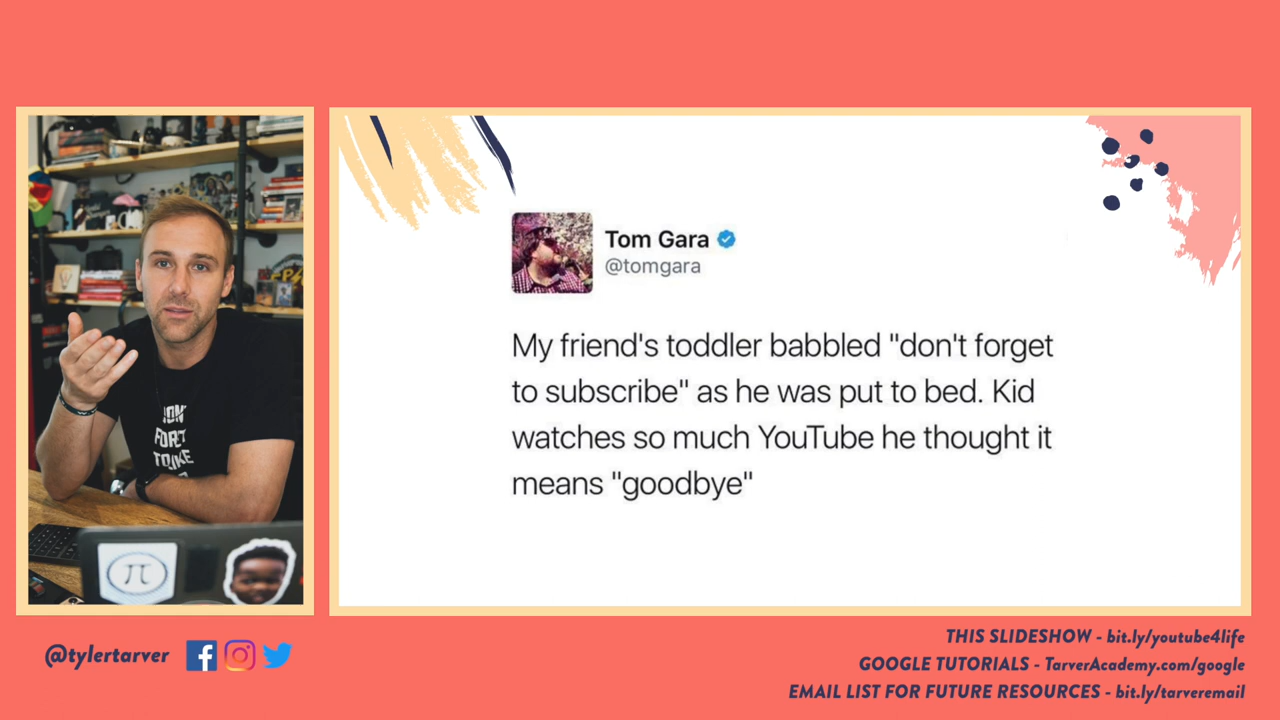 Tom Gara
@tomgara
My friend's toddler babbled "don't forget
to subscribe" as he was put to bed. Kid
watches so much YouTube he thought it
means "goodbye"
FORGET
π
@tylertarver
THIS SLIDESHOW - bit.ly/youtube4life
GOOGLE TUTORIALS - TarverAcademy.com/google
EMAIL LIST FOR FUTURE RESOURCES - bit.ly/tarveremail